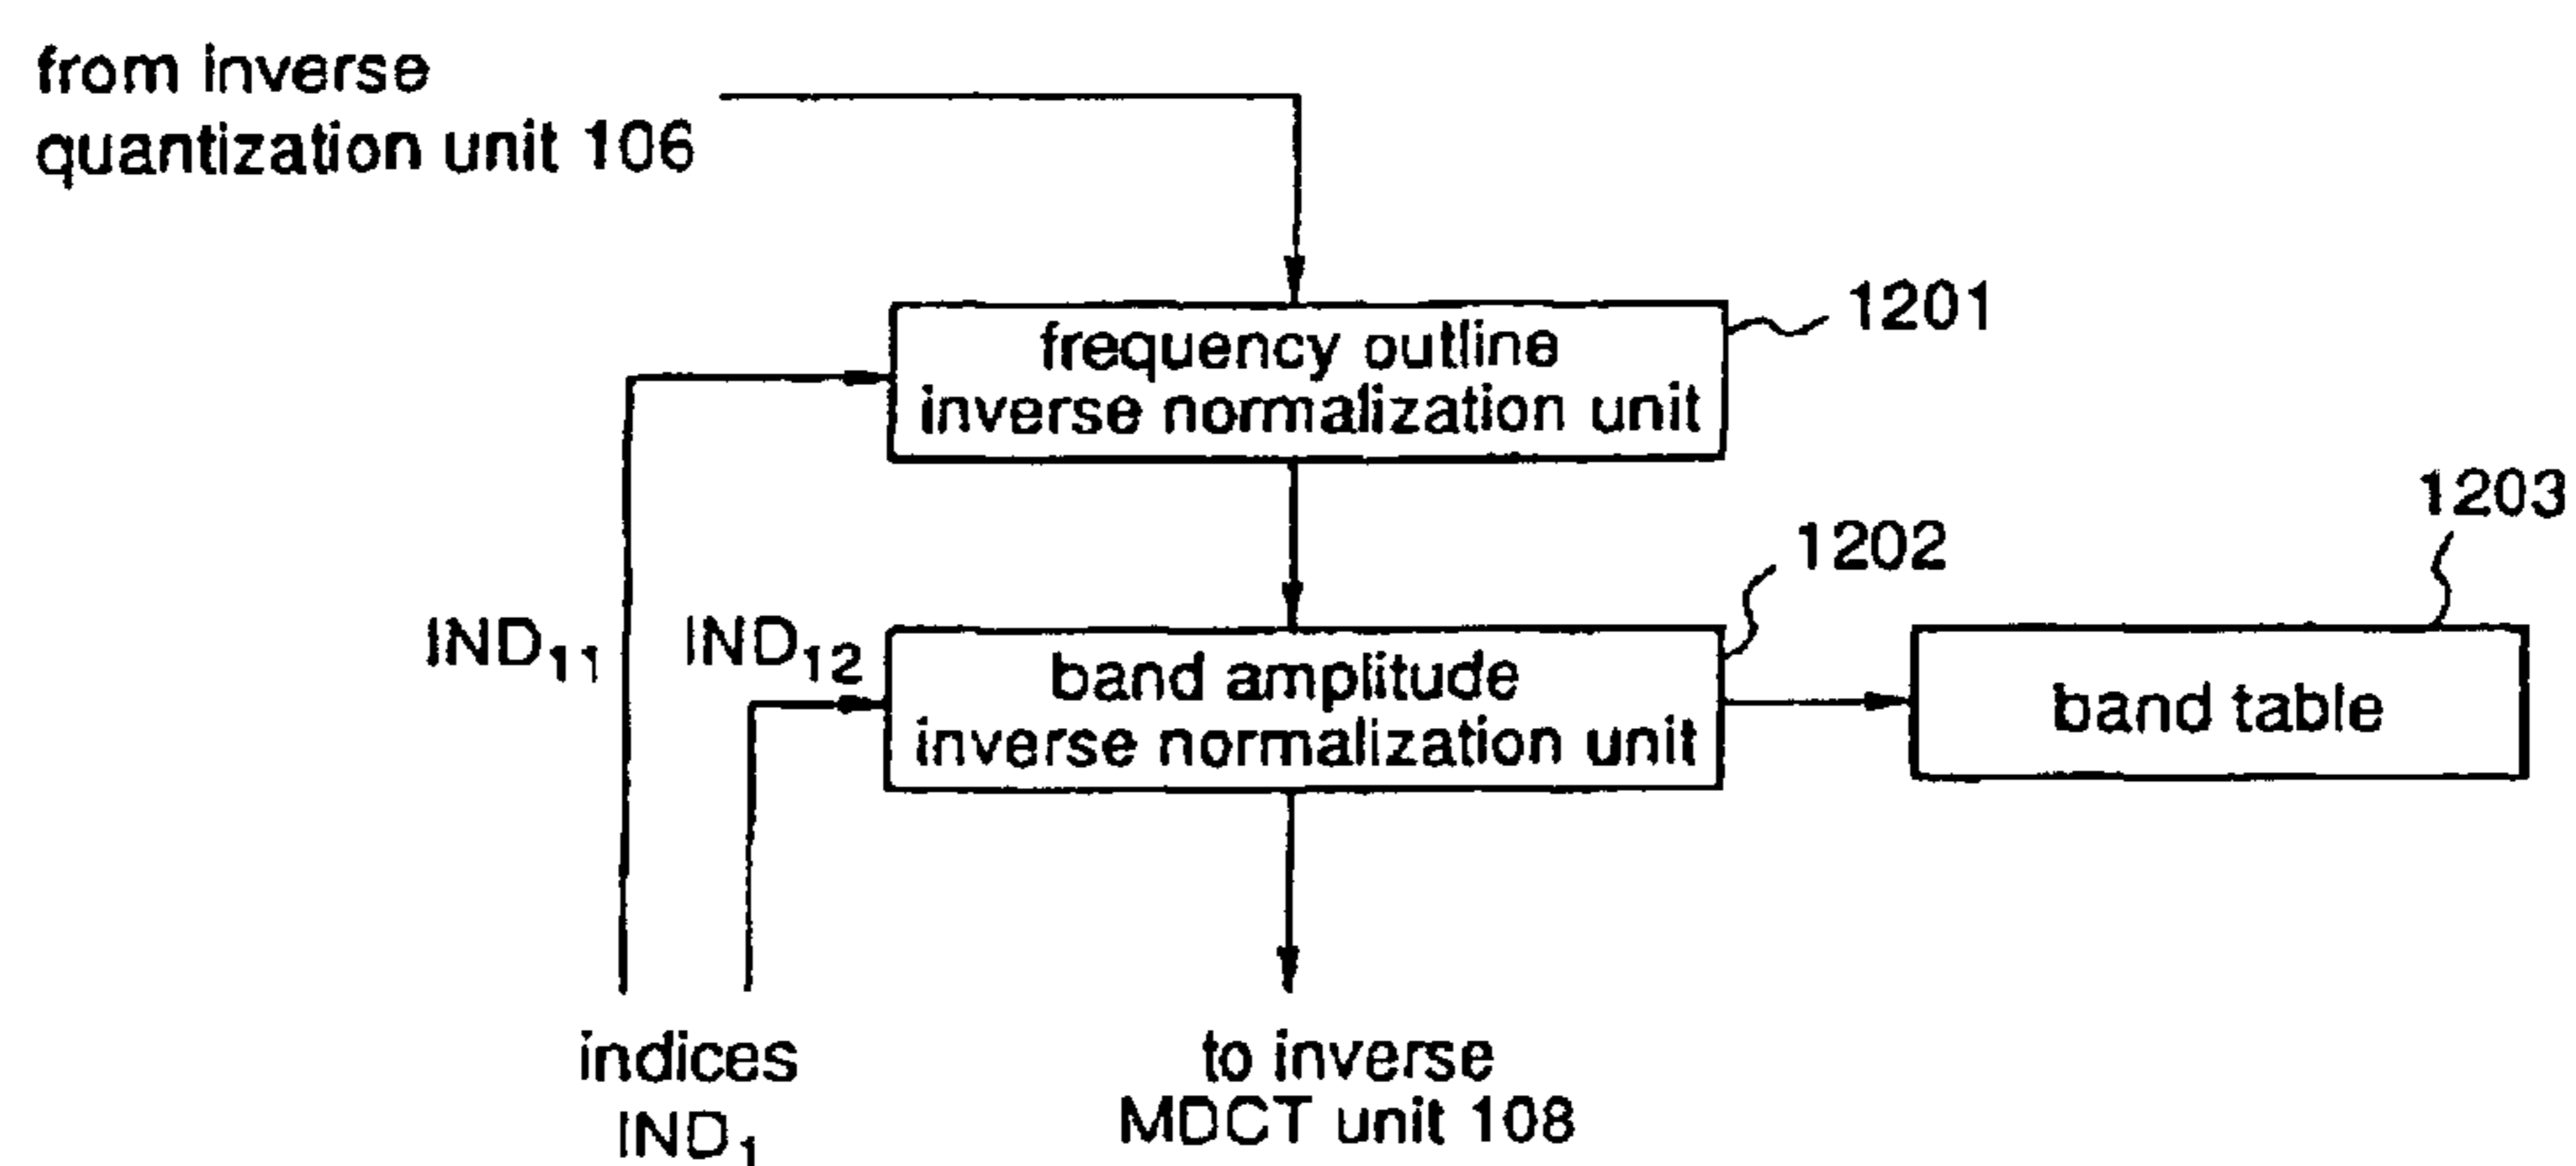 from inverse
quantization unit 106
1201
frequency outline
inverse normalization unit
1203
1202
IND₁₁
IND₁₂
band amplitude
inverse normalization unit
band table
indices
IND₁
to inverse
MDCT unit 108